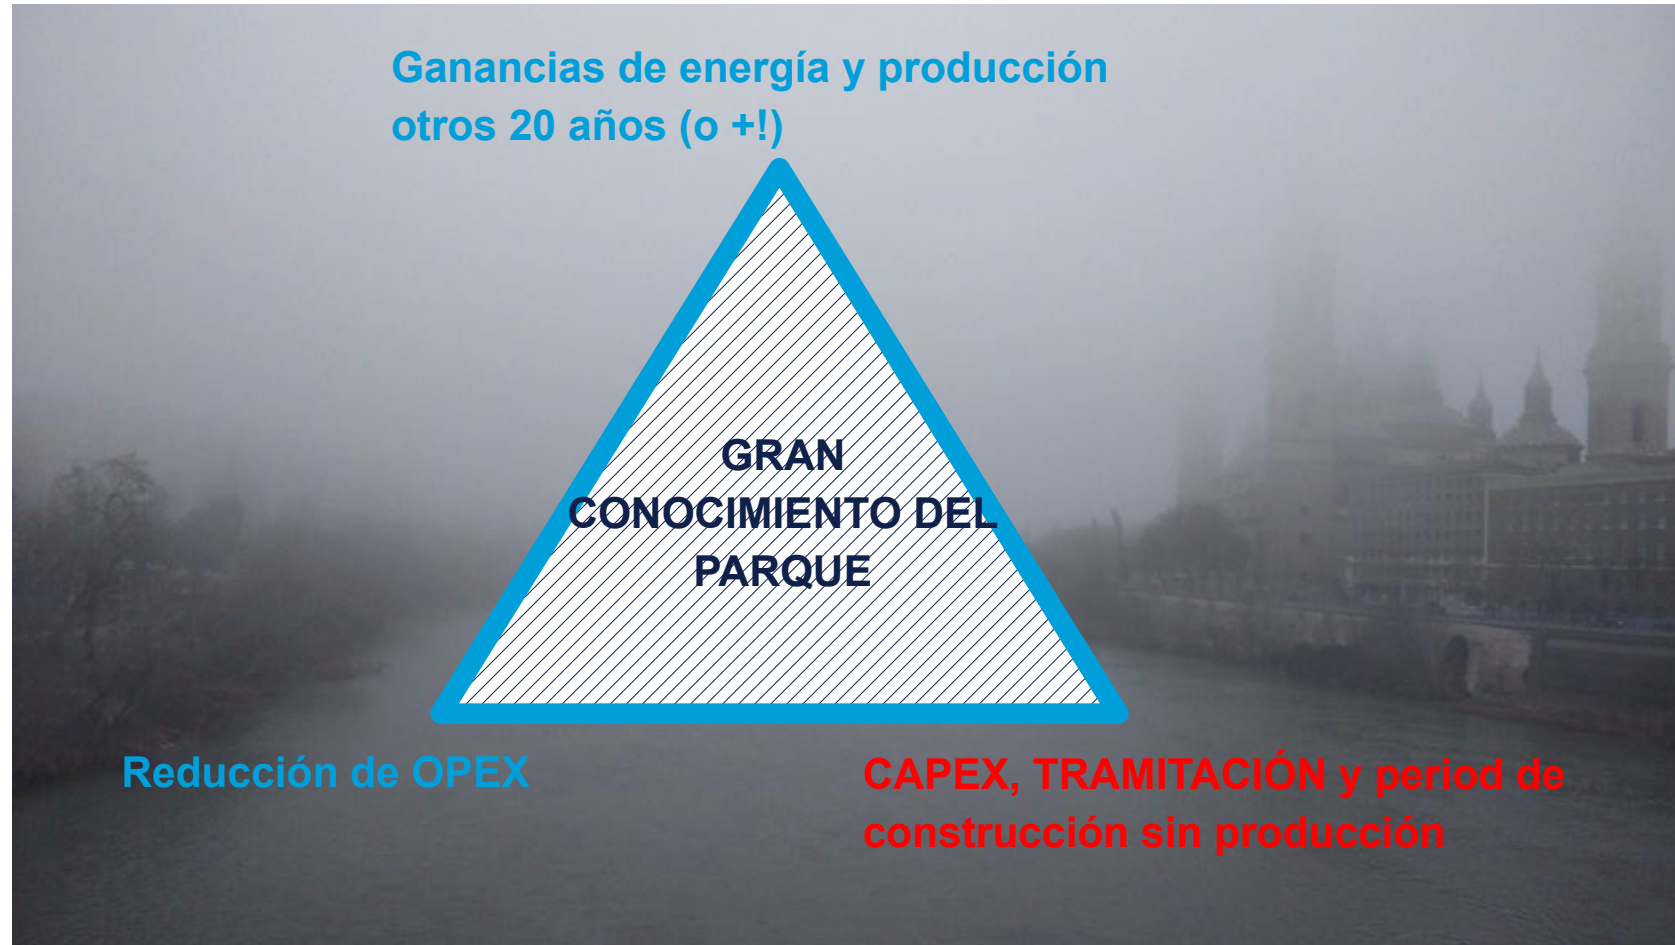 Ganancias de energía y producción
otros 20 años (o +!)
GRAN
CONOCIMIENTO DEL
PARQUE
Reducción de OPEX
CAPEX, TRAMITACIÓN y period de
construcción sin producción